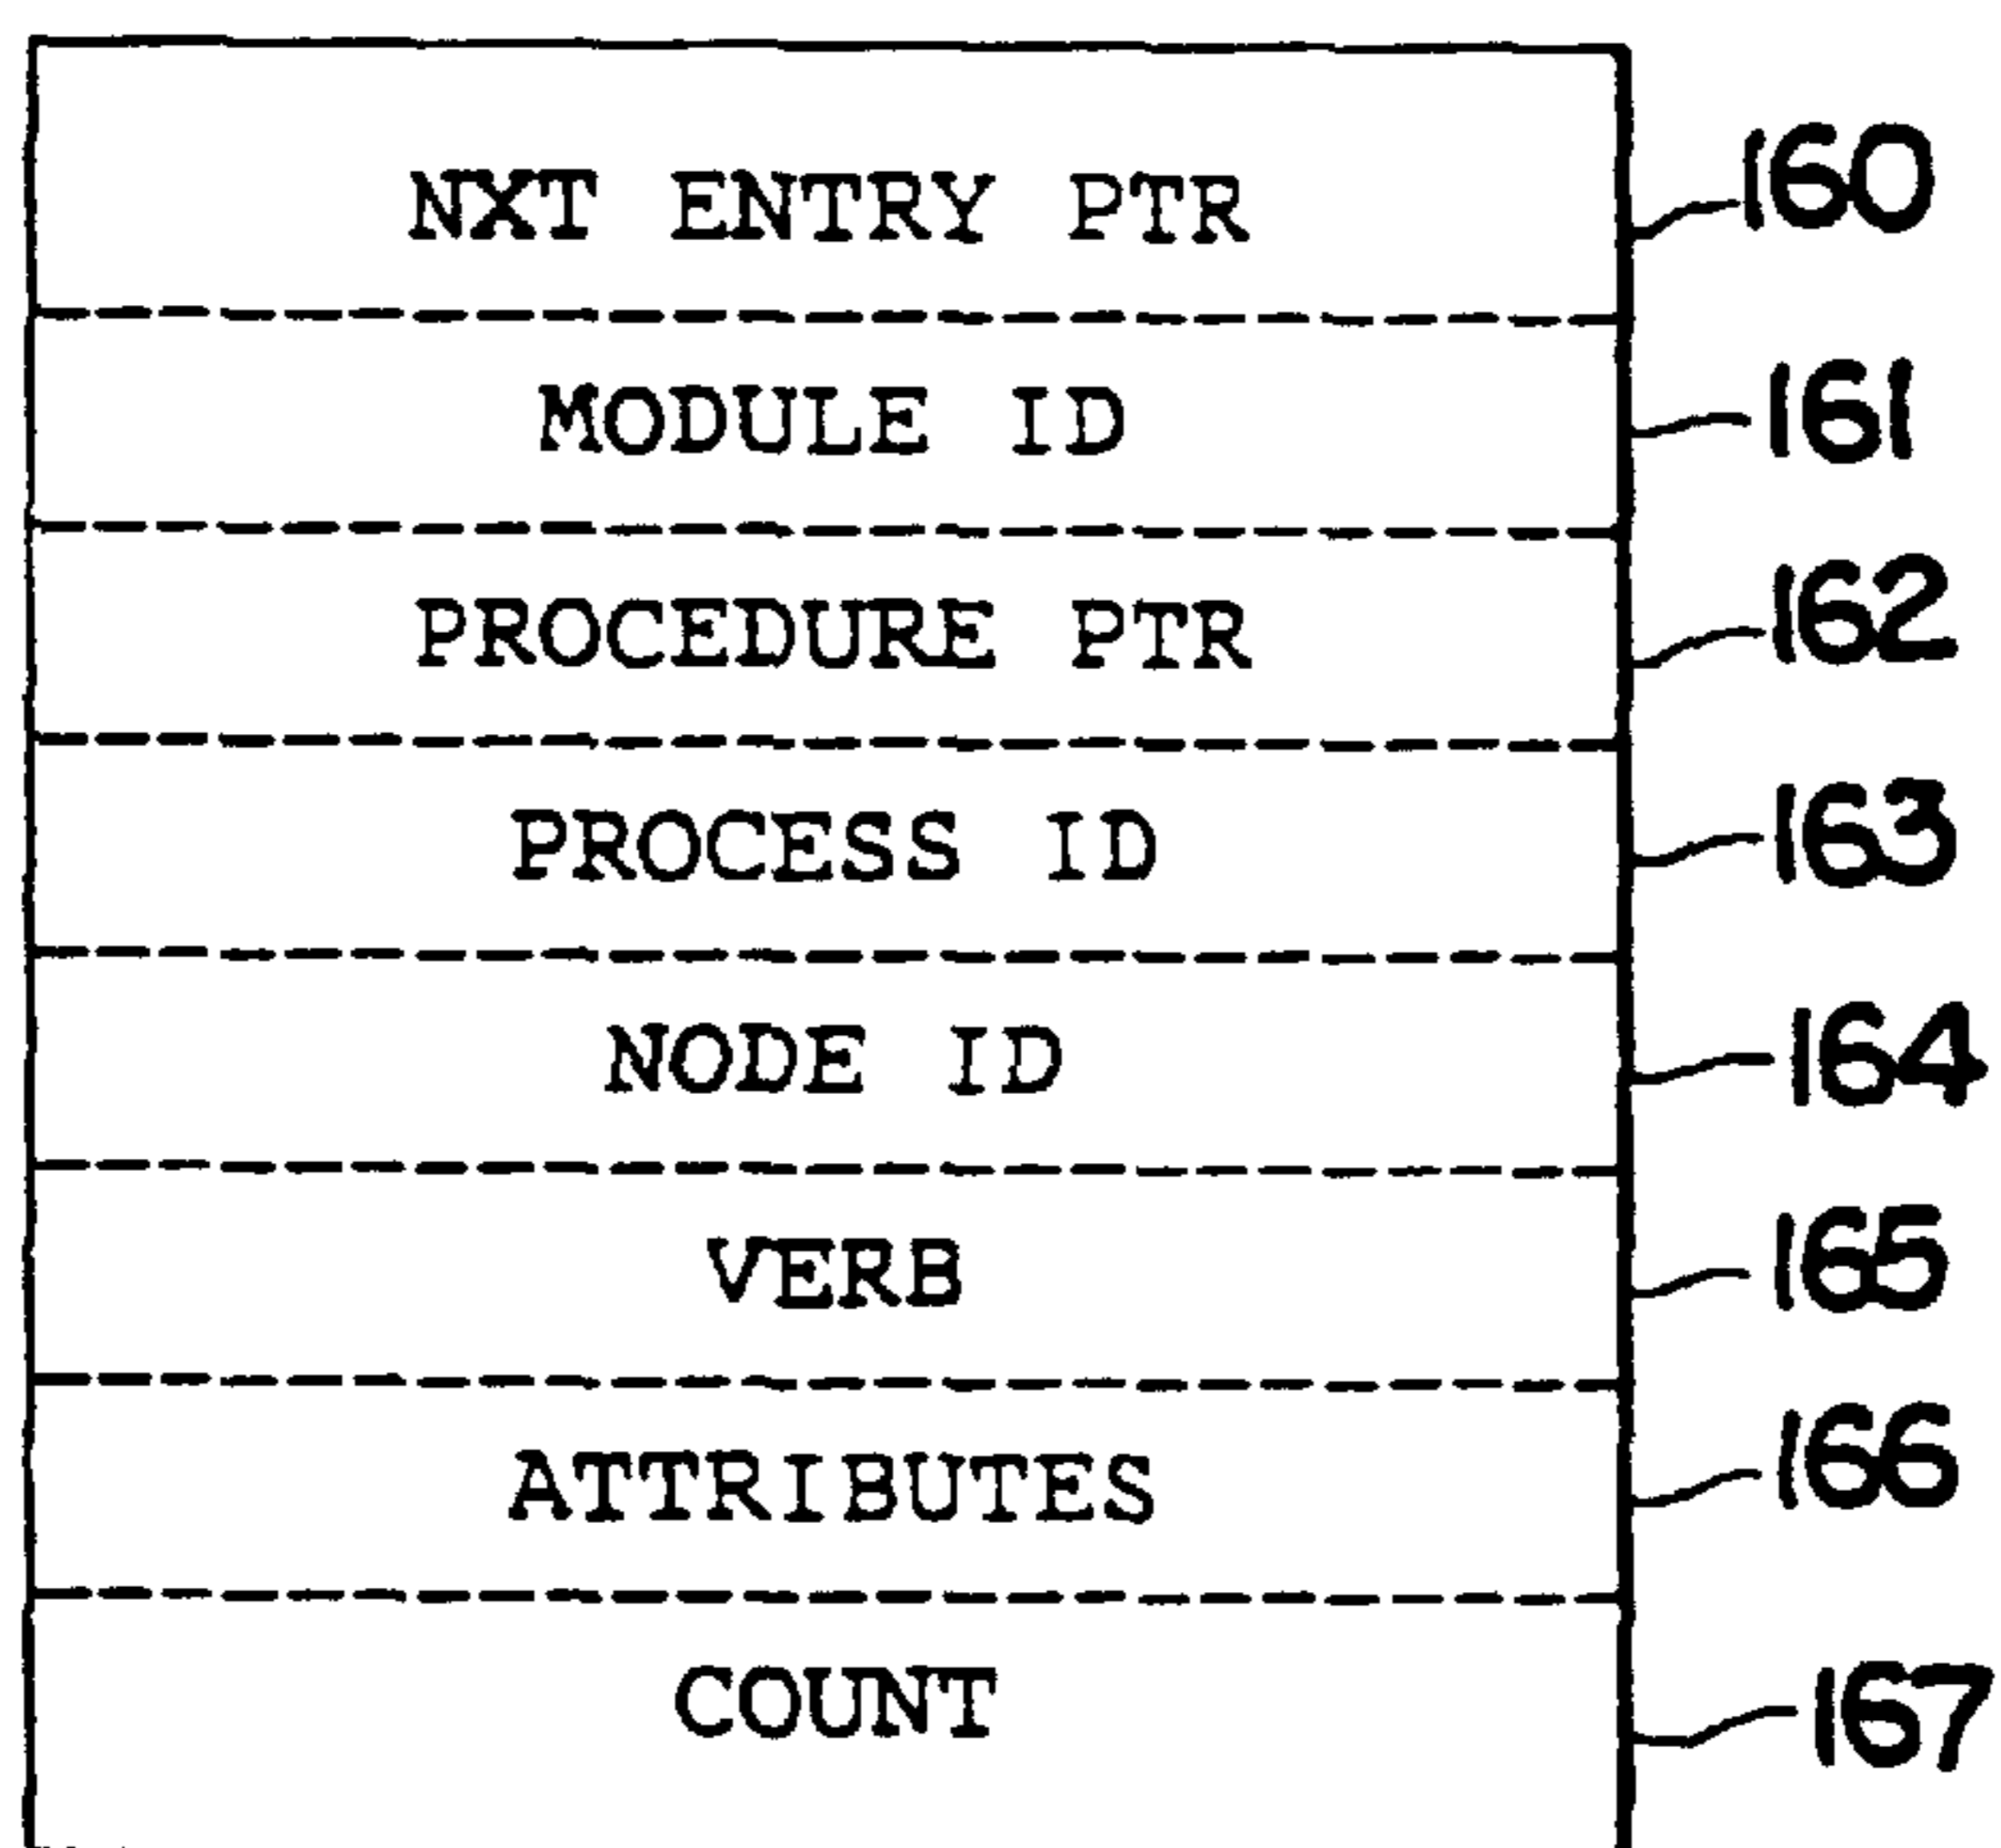 NXT ENTRY PTR 160
MODULE ID 161
PROCEDURE PTR 162
PROCESS ID 163
NODE ID 164
VERB 165
ATTRIBUTES 166
COUNT 167